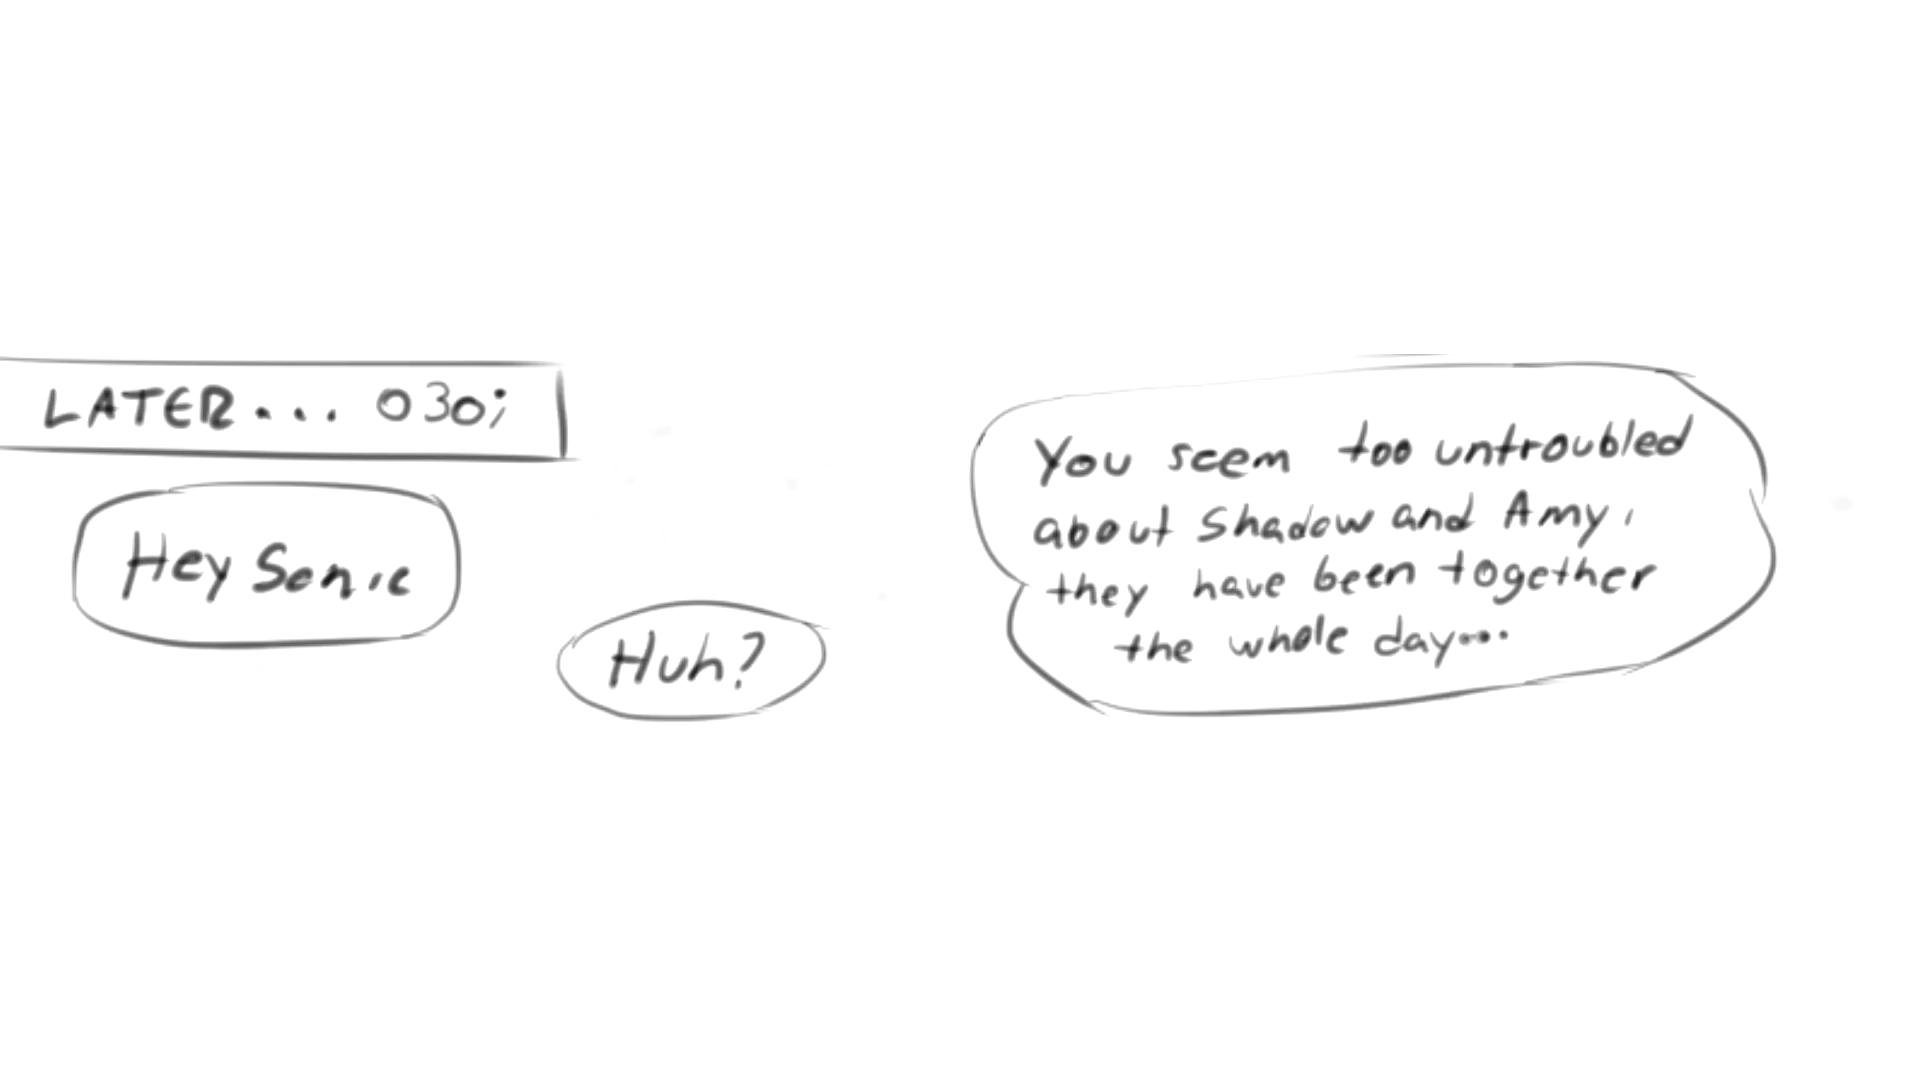 LATER... 030;
Hey Sonic
Huh?
You seem too untroubled
about Shadow and Amy,
they have been together
the whole day...